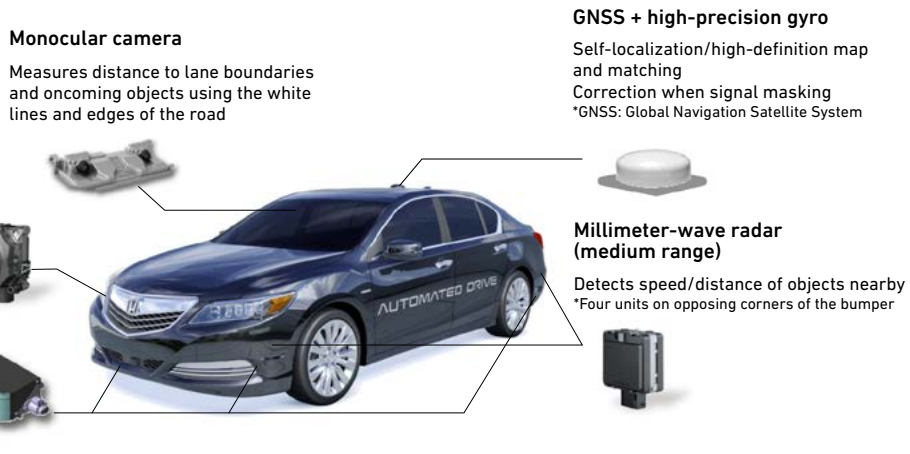 Monocular camera
Measures distance to lane boundaries
and oncoming objects using the white
lines and edges of the road
GNSS + high-precision gyro
Self-localization/high-definition map
and matching
Correction when signal masking
*GNSS: Global Navigation Satellite System
Millimeter-wave radar
(medium range)
Detects speed/distance of objects nearby
*Four units on opposing corners of the bumper
AUTOMATED DRIVE